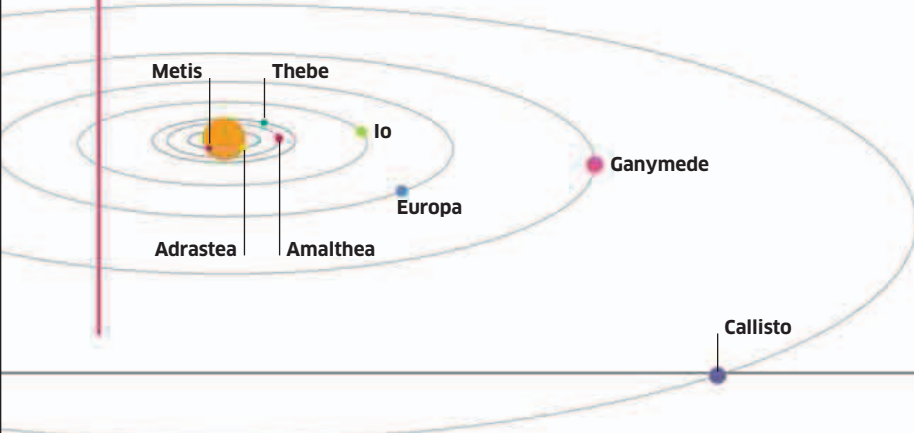 Metis
Thebe
Io
Ganymede
Europa
Adrastea
Amalthea
Callisto